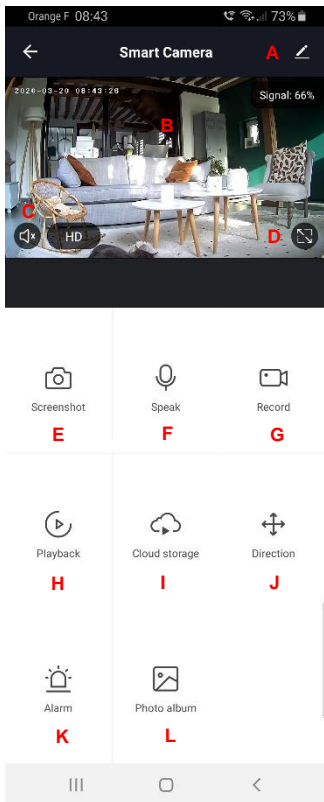 Orange F 08:43 73%
Smart Camera A
2020-03-20 08:43:26 Signal: 66%
B
C
HD D
Screenshot Speak Record
E F G
Playback Cloud storage Direction
H I J
Alarm Photo album
K L